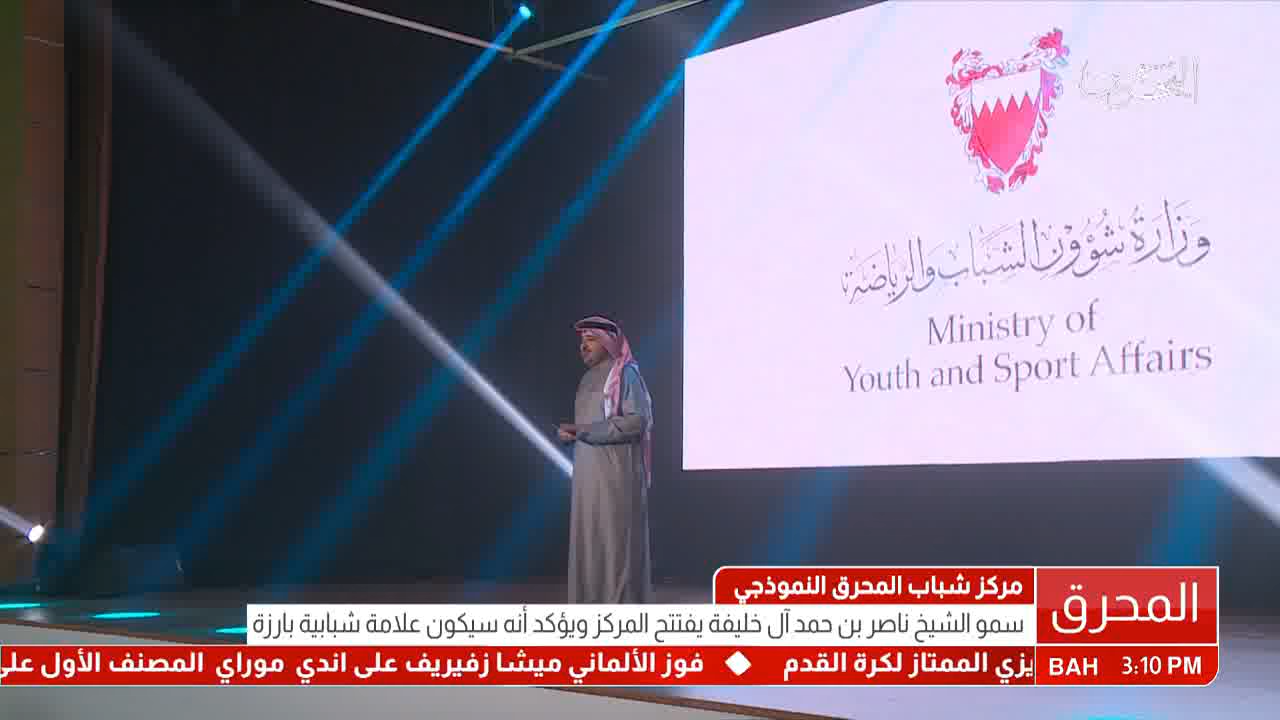 وزارة شؤون الشباب والرياضة
Ministry of
Youth and Sport Affairs
مركز شباب المحرق النموذجي
المحرق
سمو الشيخ ناصر بن حمد آل خليفة يفتتح المركز ويؤكد أنه سيكون علامة شبابية بارزة
يزي الممتاز لكرة القدم ◆ فوز الألماني ميشا زفيريف على اندي موراي المصنف الأول على
BAH 3:10 PM